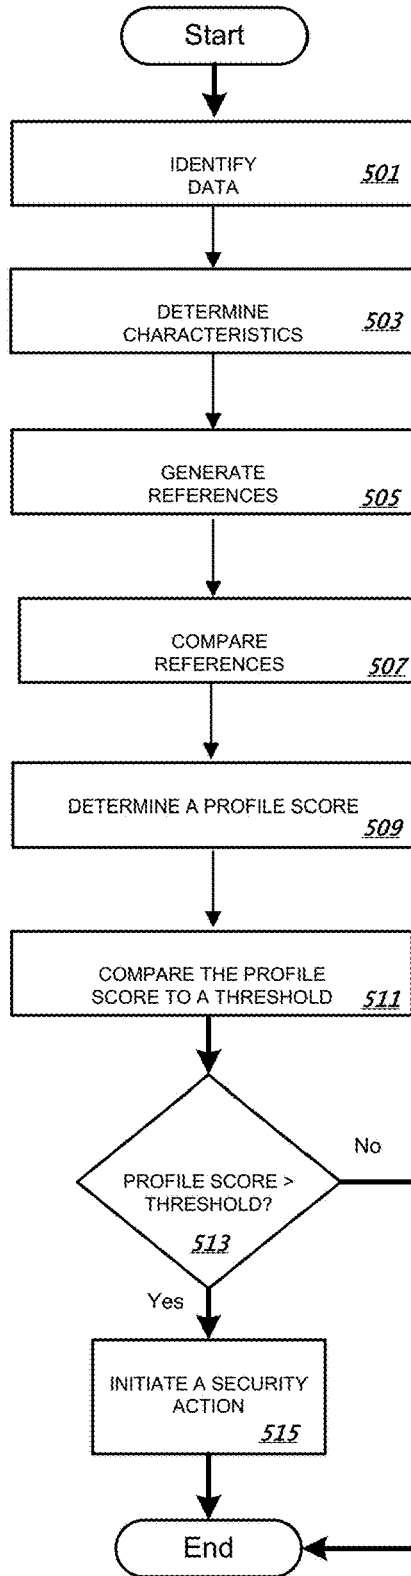 Start
IDENTIFY
DATA
501
DETERMINE
CHARACTERISTICS
503
GENERATE
REFERENCES
505
COMPARE
REFERENCES
507
DETERMINE A PROFILE SCORE
509
COMPARE THE PROFILE
SCORE TO A THRESHOLD
511
No
PROFILE SCORE >
THRESHOLD?
513
Yes
INITIATE A SECURITY
ACTION
515
End